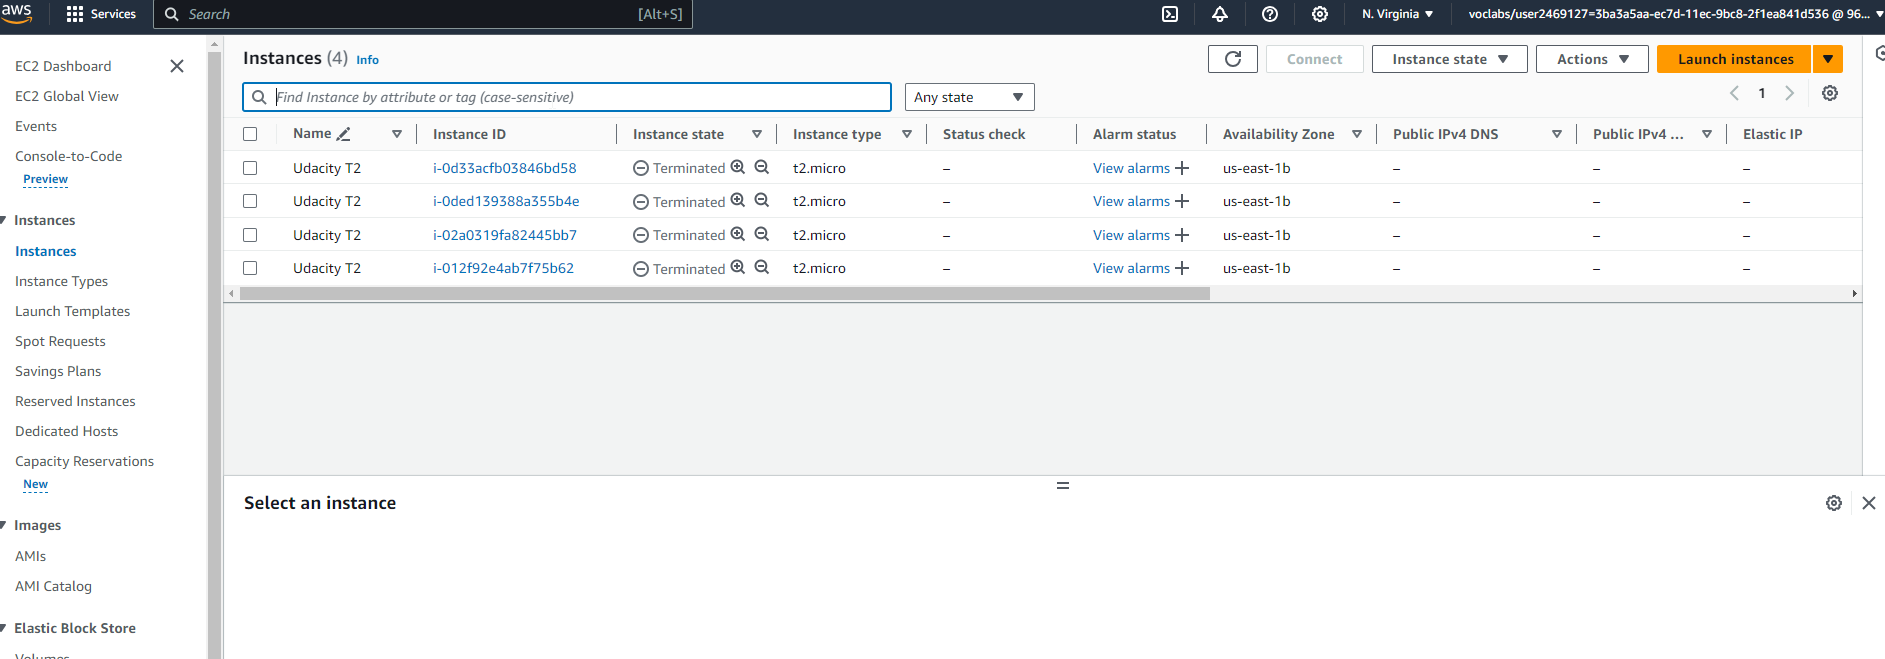 aws Services Search [Alt+S] N. Virginia voclabs/user2469127=3ba3a5aa-ec7d-11ec-9bc8-2f1ea841d536 @ 96...
EC2 Dashboard
EC2 Global View
Events
Console-to-Code
Preview
Instances
Instances
Instance Types
Launch Templates
Spot Requests
Savings Plans
Reserved Instances
Dedicated Hosts
Capacity Reservations
New
Images
AMIs
AMI Catalog
Elastic Block Store
Volumes
Instances (4) Info Connect Instance state Actions Launch instances
Find Instance by attribute or tag (case-sensitive) Any state 1
Name Instance ID Instance state Instance type Status check Alarm status Availability Zone Public IPv4 DNS Public IPv4 ... Elastic IP
Udacity T2 i-0d33acfb03846bd58 Terminated t2.micro – View alarms + us-east-1b – – –
Udacity T2 i-0ded139388a355b4e Terminated t2.micro – View alarms + us-east-1b – – –
Udacity T2 i-02a0319fa82445bb7 Terminated t2.micro – View alarms + us-east-1b – – –
Udacity T2 i-012f92e4ab7f75b62 Terminated t2.micro – View alarms + us-east-1b – – –
Select an instance